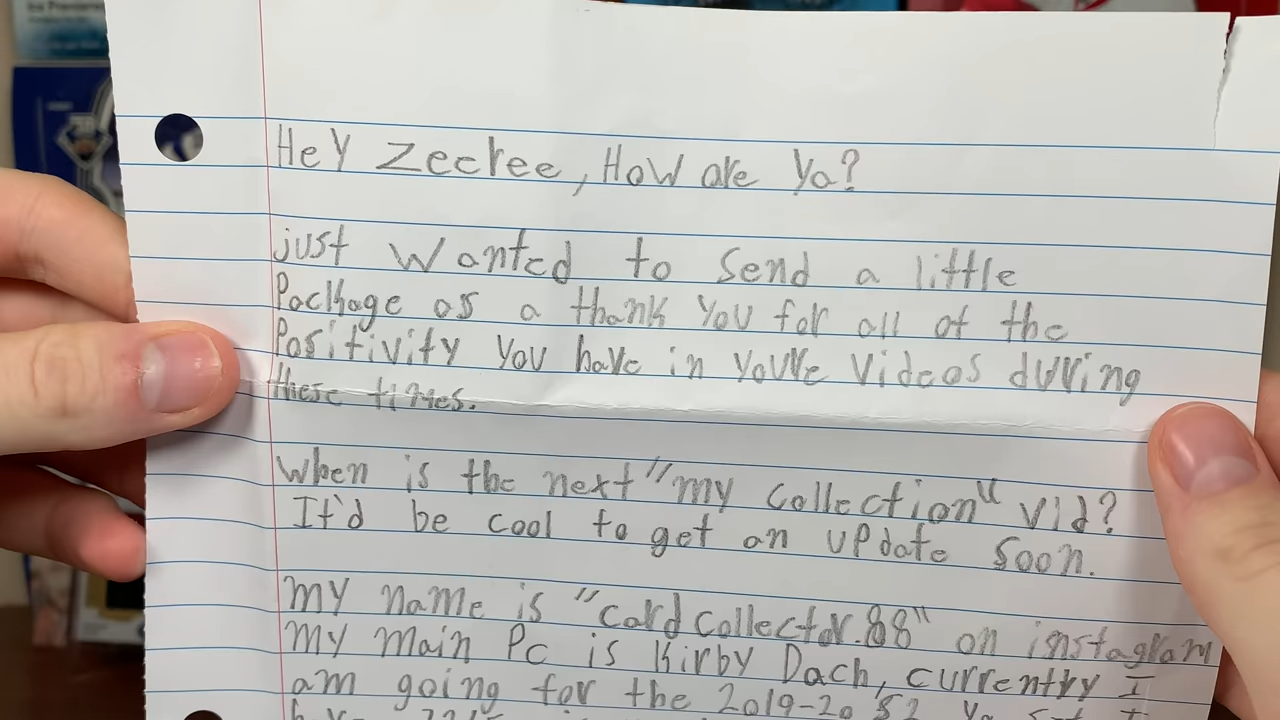 Hey Zeeree, How are Ya?
just wanted to send a little
Package as a thank you for all of the
Positivity you have in youre videos during
these times.
When is the next "my collection" vid?
It'd be cool to get an update soon.
my name is "cardcollector.88" on instagram
my main Pc is Kirby Dach, currently I
am going for the 2019-20